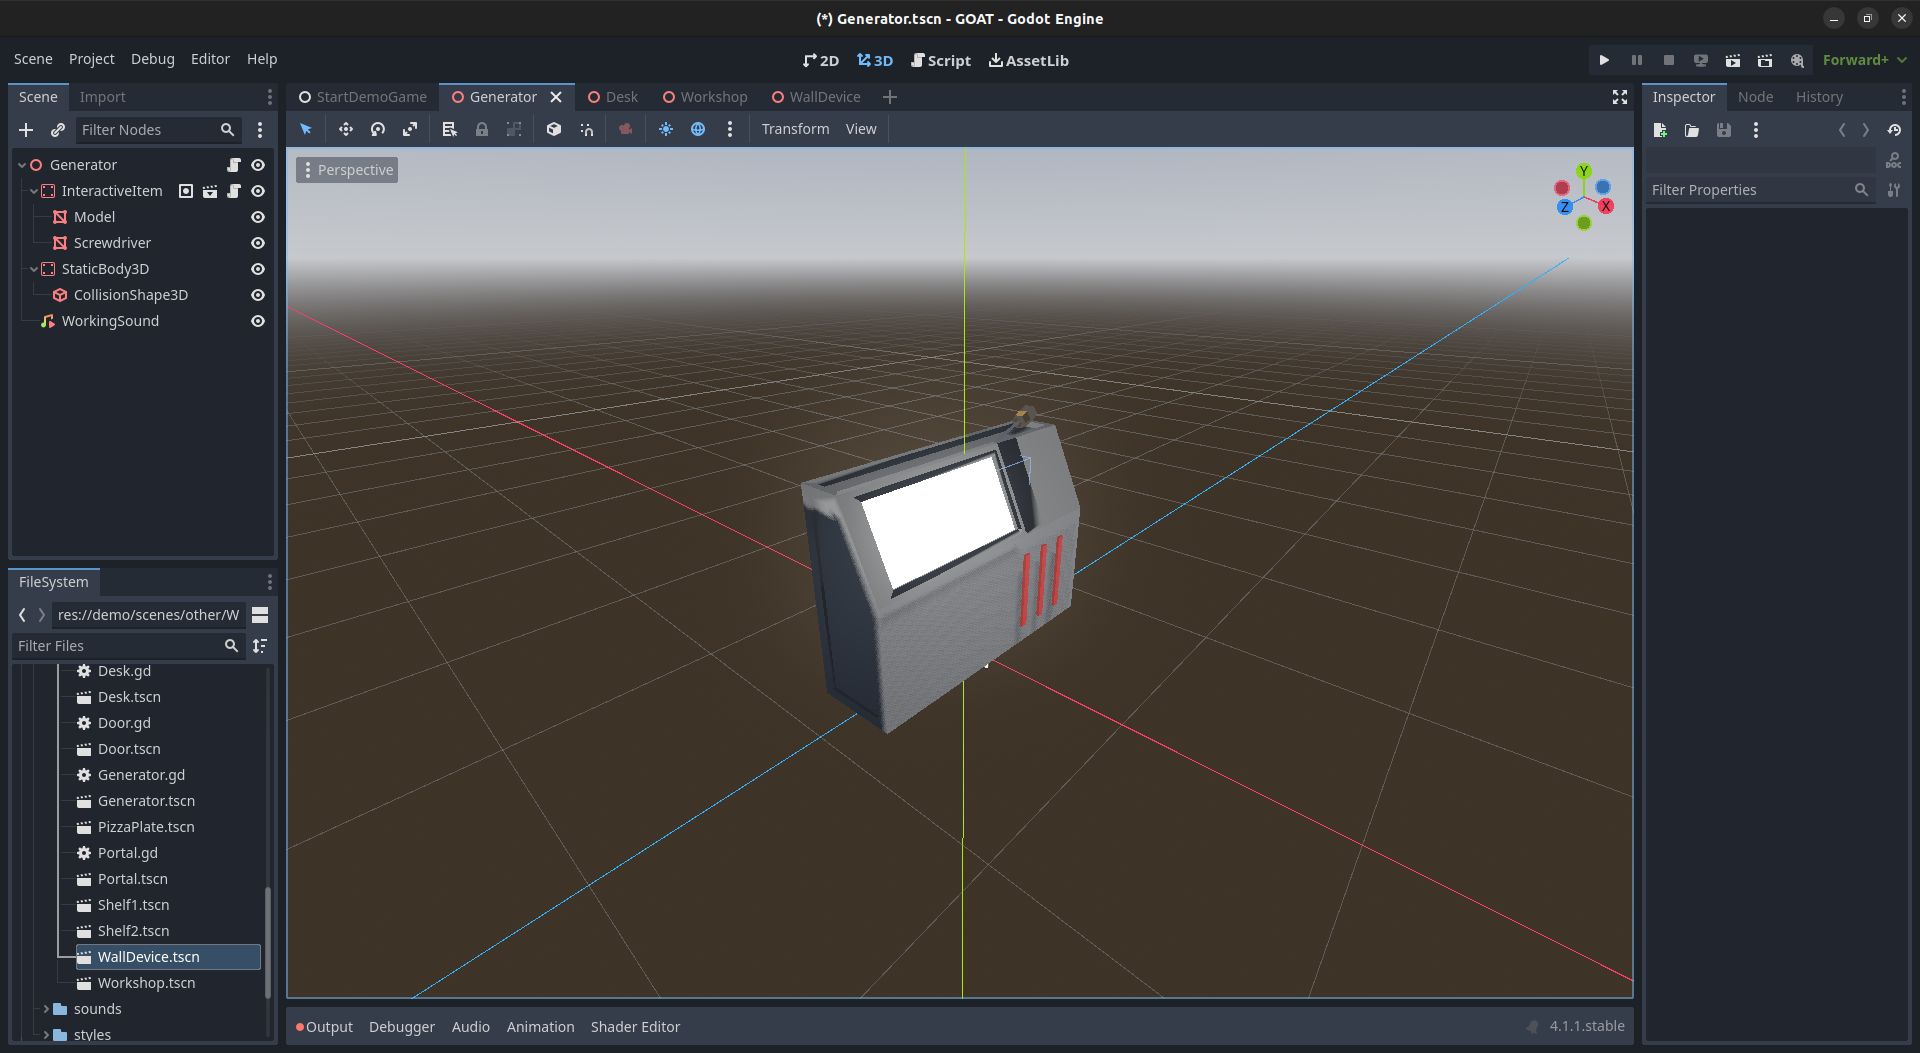 (*) Generator.tscn - GOAT - Godot Engine
Scene Project Debug Editor Help
2D 3D Script AssetLib
Forward+
Scene Import
Filter Nodes
Generator
InteractiveItem
Model
Screwdriver
StaticBody3D
CollisionShape3D
WorkingSound
FileSystem
res://demo/scenes/other/W
Filter Files
Desk.gd
Desk.tscn
Door.gd
Door.tscn
Generator.gd
Generator.tscn
PizzaPlate.tscn
Portal.gd
Portal.tscn
Shelf1.tscn
Shelf2.tscn
WallDevice.tscn
Workshop.tscn
sounds
styles
StartDemoGame Generator Desk Workshop WallDevice
Transform View
Perspective
Y
Z X
Output Debugger Audio Animation Shader Editor
4.1.1.stable
Inspector Node History
DOC
Filter Properties